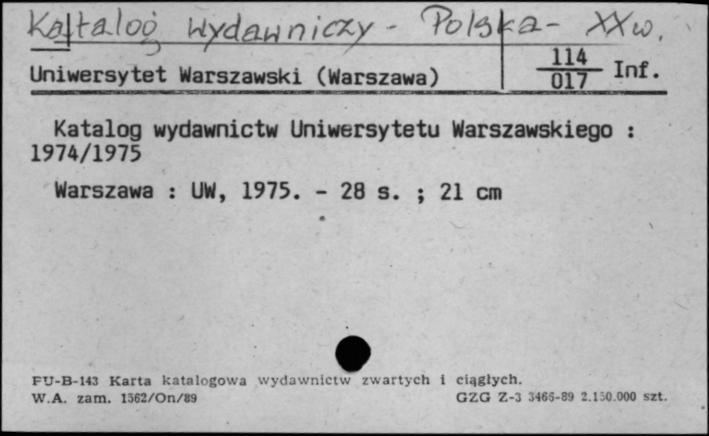 Katalog wydawniczy - Polska - XX w.
Uniwersytet Warszawski (Warszawa)
114
017 Inf.
Katalog wydawnictw Uniwersytetu Warszawskiego :
1974/1975
Warszawa : UW, 1975. - 28 s. ; 21 cm
FU-B-143 Karta katalogowa wydawnictw zwartych i ciągłych.
W.A. zam. 1362/On/89
GZG Z-3 3466-89 2.150.000 szt.